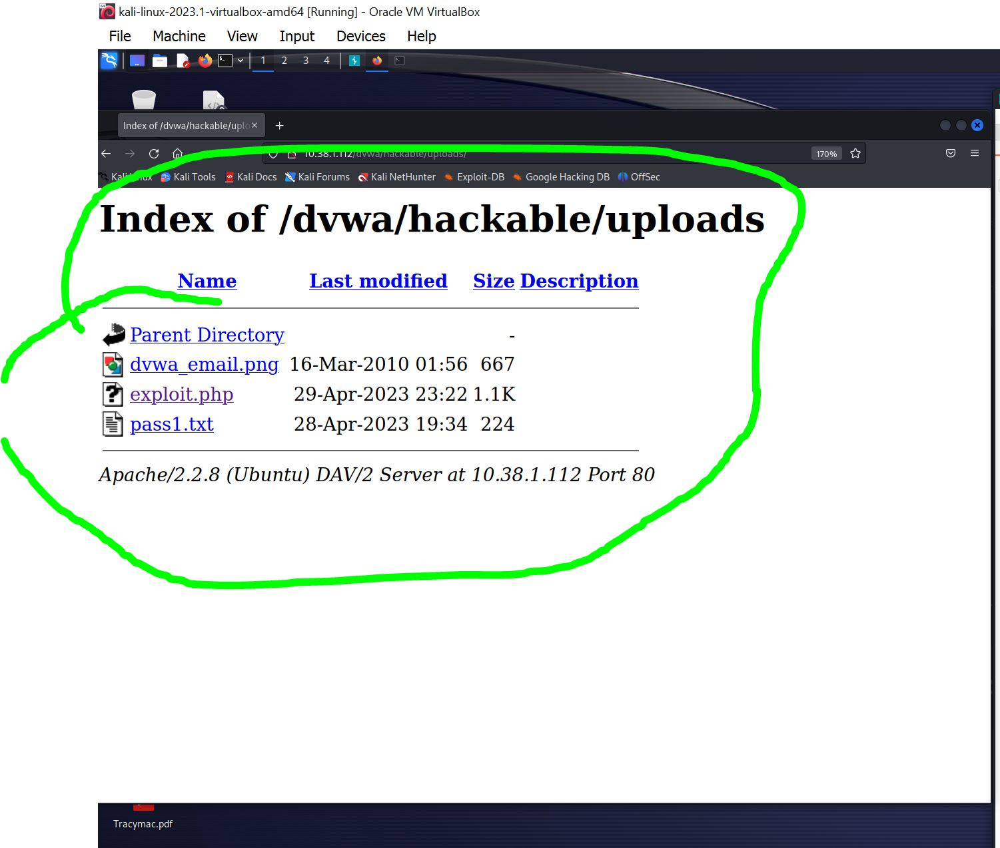 kali-linux-2023.1-virtualbox-amd64 [Running] - Oracle VM VirtualBox
File Machine View Input Devices Help
1 2 3 4
Index of /dvwa/hackable/uplo
10.38.1.112/dvwa/hackable/uploads/ 170%
Kali Linux Kali Tools Kali Docs Kali Forums Kali NetHunter Exploit-DB Google Hacking DB OffSec
Index of /dvwa/hackable/uploads
Name Last modified Size Description
Parent Directory -
dvwa_email.png 16-Mar-2010 01:56 667
exploit.php 29-Apr-2023 23:22 1.1K
pass1.txt 28-Apr-2023 19:34 224
Apache/2.2.8 (Ubuntu) DAV/2 Server at 10.38.1.112 Port 80
Tracymac.pdf